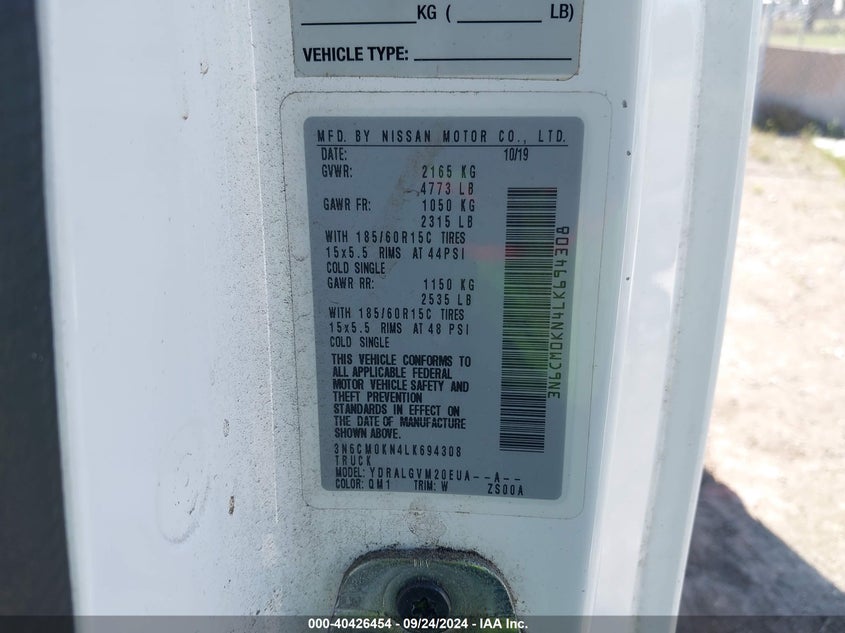 KG ( LB)
VEHICLE TYPE:
MFD. BY NISSAN MOTOR CO., LTD.
DATE: 10/19
GVWR: 2165 KG
4773 LB
GAWR FR: 1050 KG
2315 LB
WITH 185/60R15C TIRES
15x5.5 RIMS AT 44PSI
COLD SINGLE
GAWR RR: 1150 KG
2535 LB
WITH 185/60R15C TIRES
15x5.5 RIMS AT 48 PSI
COLD SINGLE
THIS VEHICLE CONFORMS TO
ALL APPLICABLE FEDERAL
MOTOR VEHICLE SAFETY AND
THEFT PREVENTION
STANDARDS IN EFFECT ON
THE DATE OF MANUFACTURE
SHOWN ABOVE.
3N6CM0KN4LK694308
TRUCK
MODEL: YDRALGVM20EUA--A--
COLOR: QM1 TRIM: W ZS00A
3N6CM0KN4LK694308
000-40426454 - 09/24/2024 - IAA Inc.